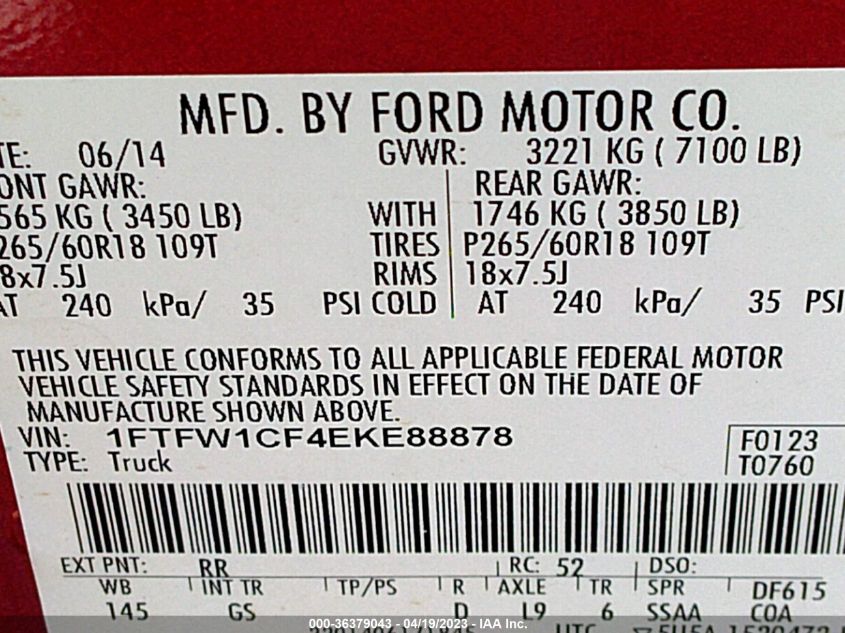 MFD. BY FORD MOTOR CO.
TE: 06/14 GVWR: 3221 KG ( 7100 LB)
ONT GAWR: REAR GAWR:
565 KG ( 3450 LB) WITH 1746 KG ( 3850 LB)
265/60R18 109T TIRES P265/60R18 109T
8x7.5J RIMS 18x7.5J
AT 240 kPa/ 35 PSI COLD AT 240 kPa/ 35 PSI
THIS VEHICLE CONFORMS TO ALL APPLICABLE FEDERAL MOTOR
VEHICLE SAFETY STANDARDS IN EFFECT ON THE DATE OF
MANUFACTURE SHOWN ABOVE.
VIN: 1FTFW1CF4EKE88878 F0123
TYPE: Truck T0760
EXT PNT: RR RC: 52 DSO:
WB INT TR TP/PS R AXLE TR SPR DF615
145 GS D L9 6 SSAA COA
000-36379043 - 04/19/2023 - IAA Inc.
UTC